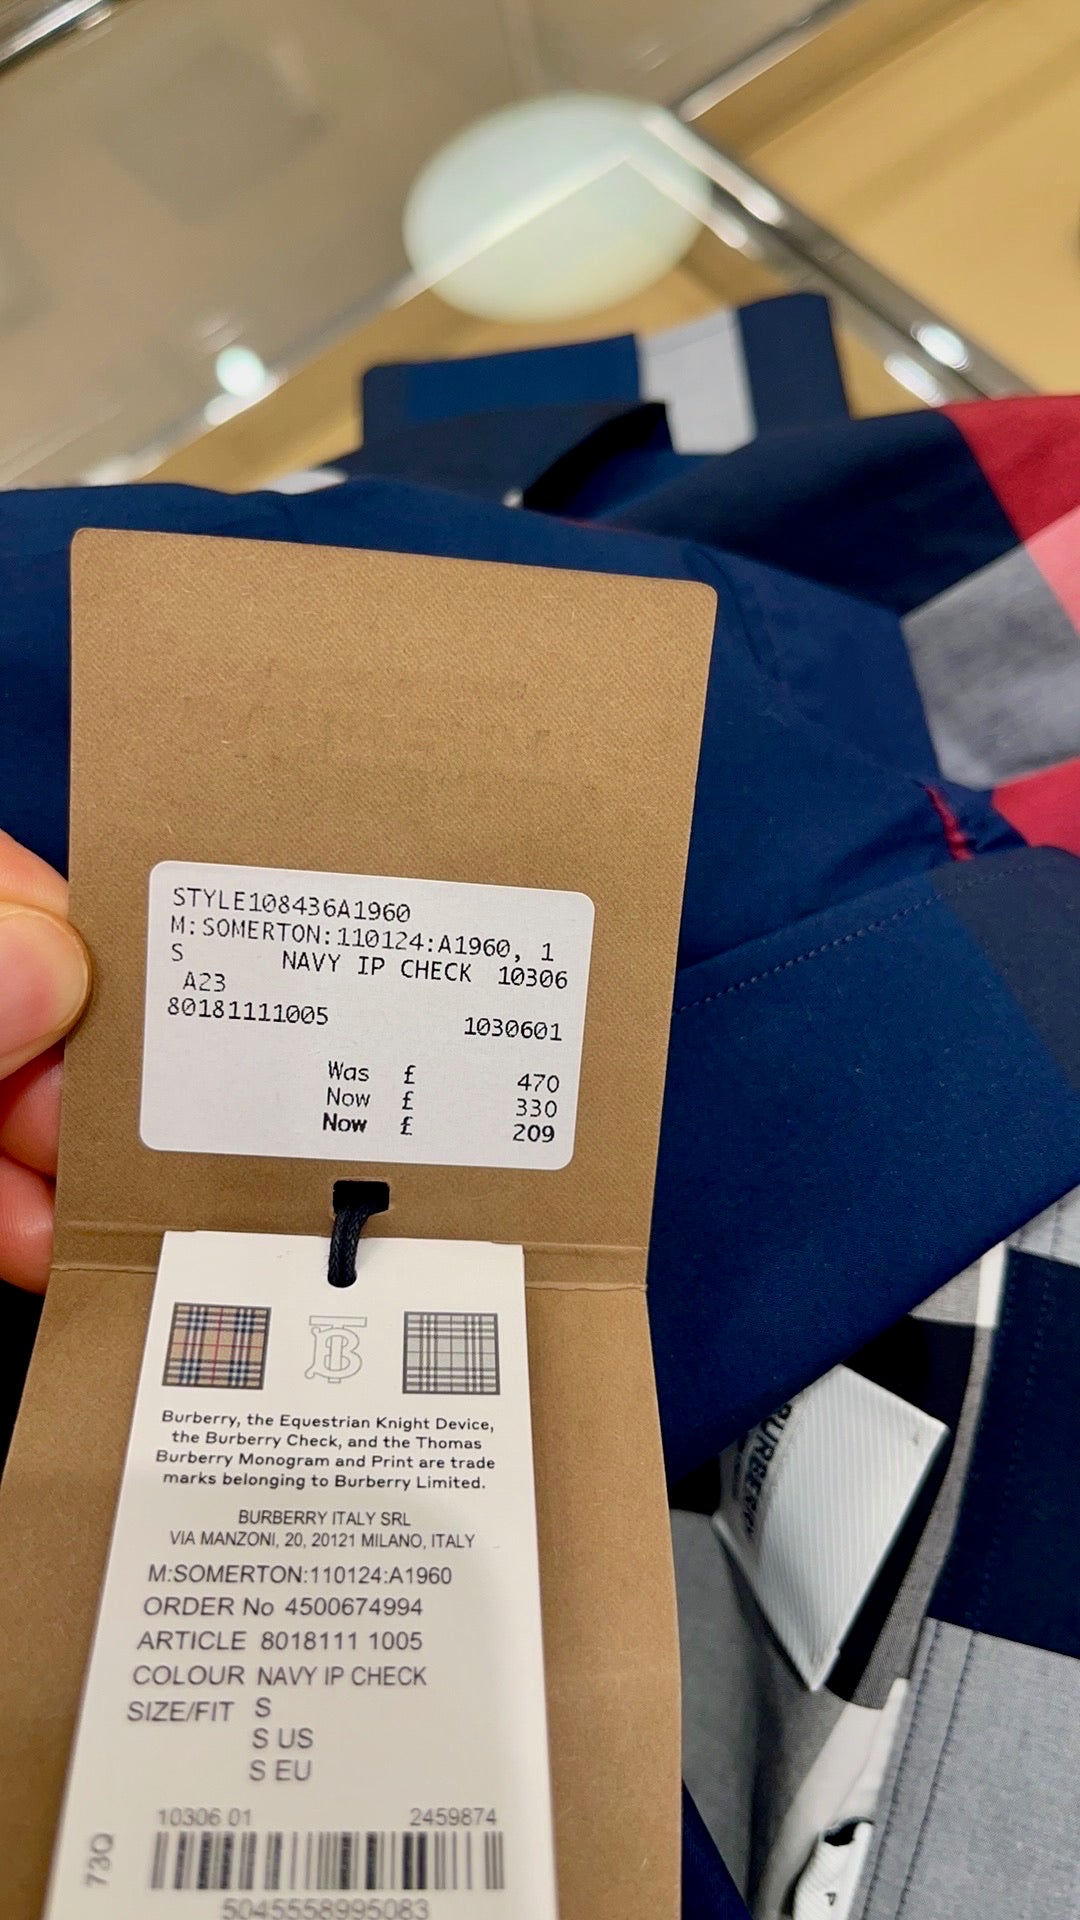 STYLE108436A1960
M:SOMERTON:110124:A1960, 1
S NAVY IP CHECK 10306
A23
80181111005 1030601
Was £ 470
Now £ 330
Now £ 209
Burberry, the Equestrian Knight Device,
the Burberry Check, and the Thomas
Burberry Monogram and Print are trade
marks belonging to Burberry Limited.
BURBERRY ITALY SRL
VIA MANZONI, 20, 20121 MILANO, ITALY
M:SOMERTON:110124:A1960
ORDER No 4500674994
ARTICLE 8018111 1005
COLOUR NAVY IP CHECK
SIZE/FIT S
S US
S EU
10306 01 2459874
73Q
5045558995083
BURBERRY